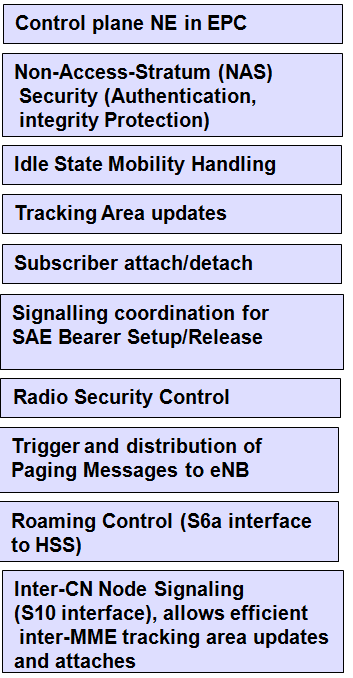 Control plane NE in EPC
Non-Access-Stratum (NAS)
Security (Authentication,
integrity Protection)
Idle State Mobility Handling
Tracking Area updates
Subscriber attach/detach
Signalling coordination for
SAE Bearer Setup/Release
Radio Security Control
Trigger and distribution of
Paging Messages to eNB
Roaming Control (S6a interface
to HSS)
Inter-CN Node Signaling
(S10 interface), allows efficient
inter-MME tracking area updates
and attaches